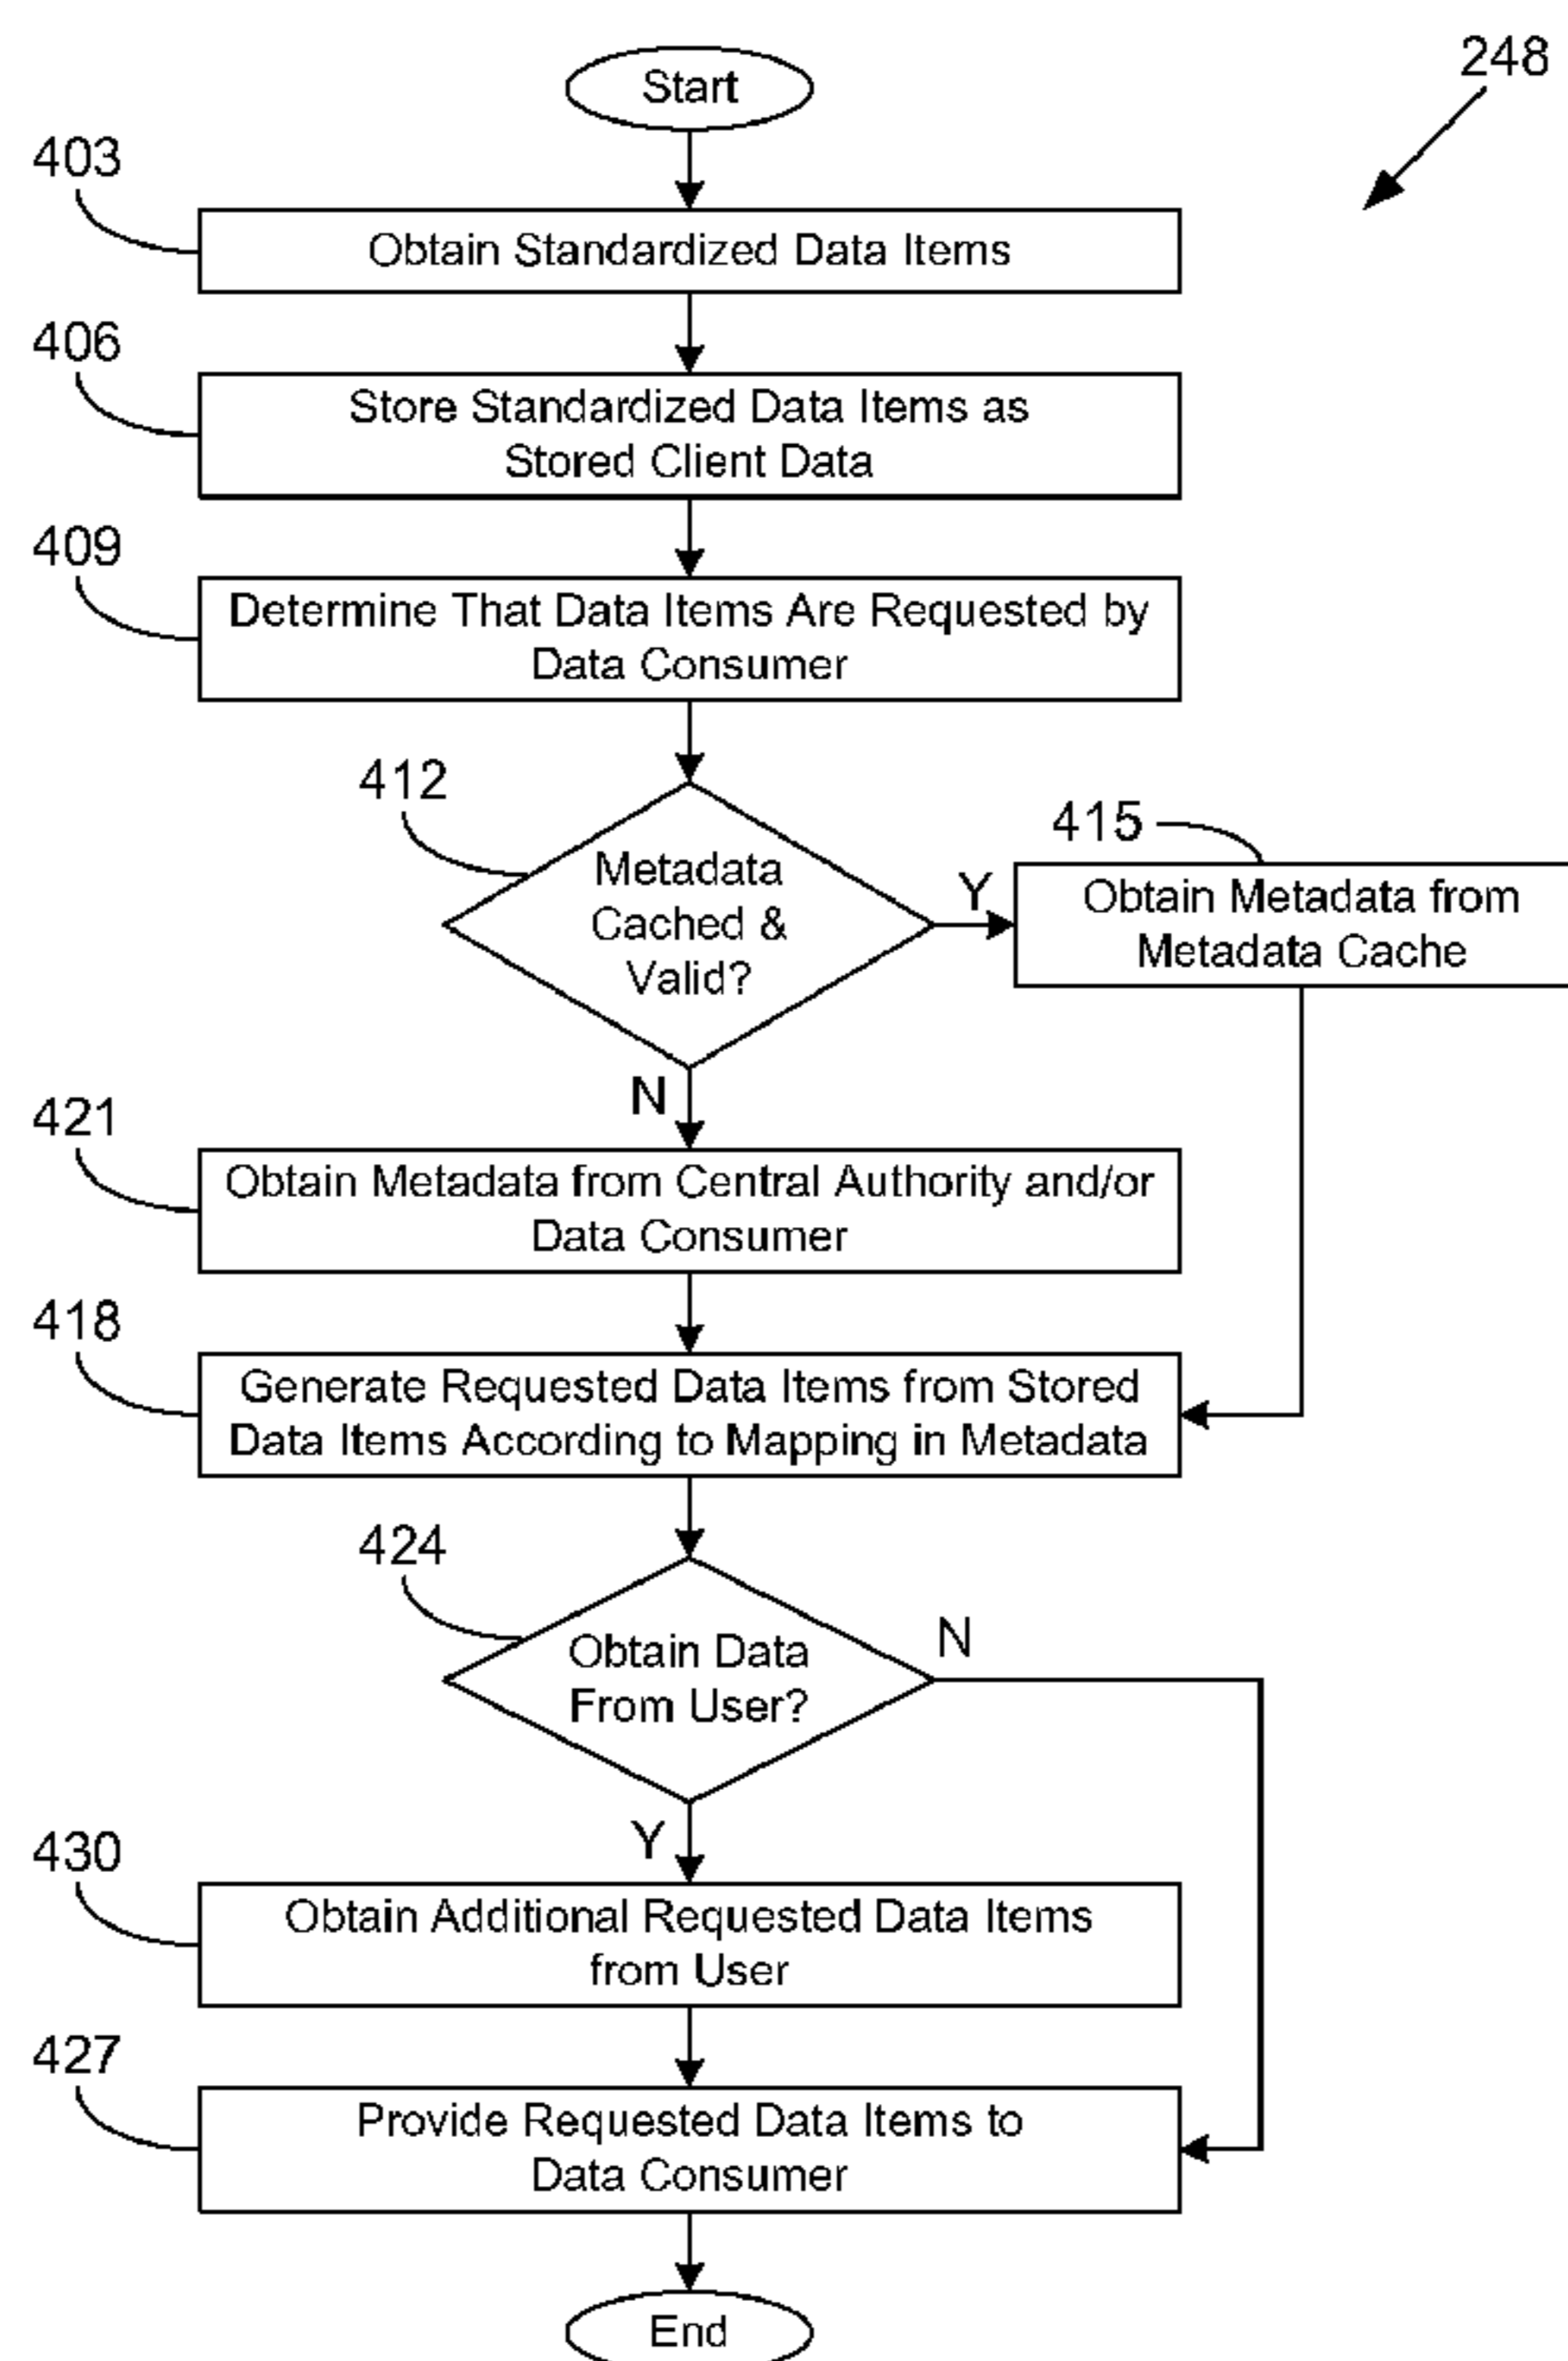 248
Start
403
Obtain Standardized Data Items
406
Store Standardized Data Items as
Stored Client Data
409
Determine That Data Items Are Requested by
Data Consumer
412
Metadata
Cached &
Valid?
Y
415
Obtain Metadata from
Metadata Cache
N
421
Obtain Metadata from Central Authority and/or
Data Consumer
418
Generate Requested Data Items from Stored
Data Items According to Mapping in Metadata
424
Obtain Data
From User?
N
Y
430
Obtain Additional Requested Data Items
from User
427
Provide Requested Data Items to
Data Consumer
End